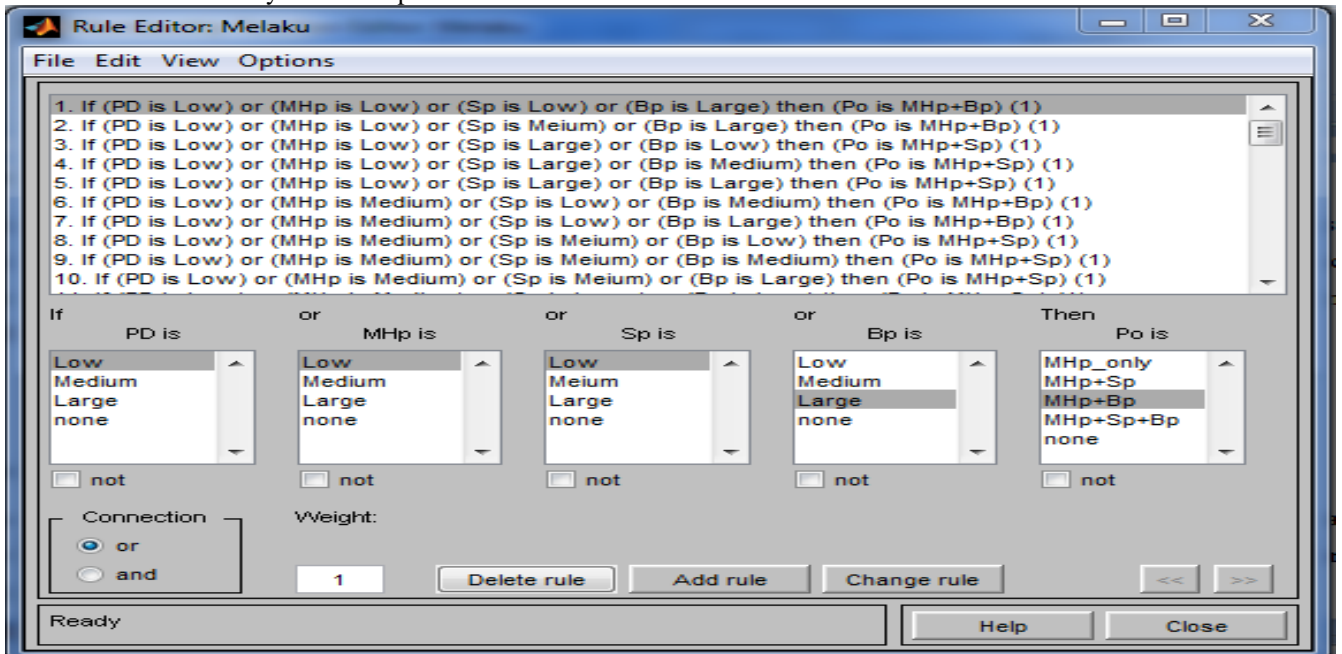 Rule Editor: Melaku
File Edit View Options
1. If (PD is Low) or (MHp is Low) or (Sp is Low) or (Bp is Large) then (Po is MHp+Bp) (1)
2. If (PD is Low) or (MHp is Low) or (Sp is Meium) or (Bp is Large) then (Po is MHp+Bp) (1)
3. If (PD is Low) or (MHp is Low) or (Sp is Large) or (Bp is Low) then (Po is MHp+Sp) (1)
4. If (PD is Low) or (MHp is Low) or (Sp is Large) or (Bp is Medium) then (Po is MHp+Sp) (1)
5. If (PD is Low) or (MHp is Low) or (Sp is Large) or (Bp is Large) then (Po is MHp+Sp) (1)
6. If (PD is Low) or (MHp is Medium) or (Sp is Low) or (Bp is Medium) then (Po is MHp+Bp) (1)
7. If (PD is Low) or (MHp is Medium) or (Sp is Low) or (Bp is Large) then (Po is MHp+Bp) (1)
8. If (PD is Low) or (MHp is Medium) or (Sp is Meium) or (Bp is Low) then (Po is MHp+Sp) (1)
9. If (PD is Low) or (MHp is Medium) or (Sp is Meium) or (Bp is Medium) then (Po is MHp+Sp) (1)
10. If (PD is Low) or (MHp is Medium) or (Sp is Meium) or (Bp is Large) then (Po is MHp+Sp) (1)
If or or or Then
PD is MHp is Sp is Bp is Po is
Low Low Low Low MHp_only
Medium Medium Meium Medium MHp+Sp
Large Large Large Large MHp+Bp
none none none none MHp+Sp+Bp
none
not not not not not
Connection Weight:
or
and 1 Delete rule Add rule Change rule << >>
Ready Help Close